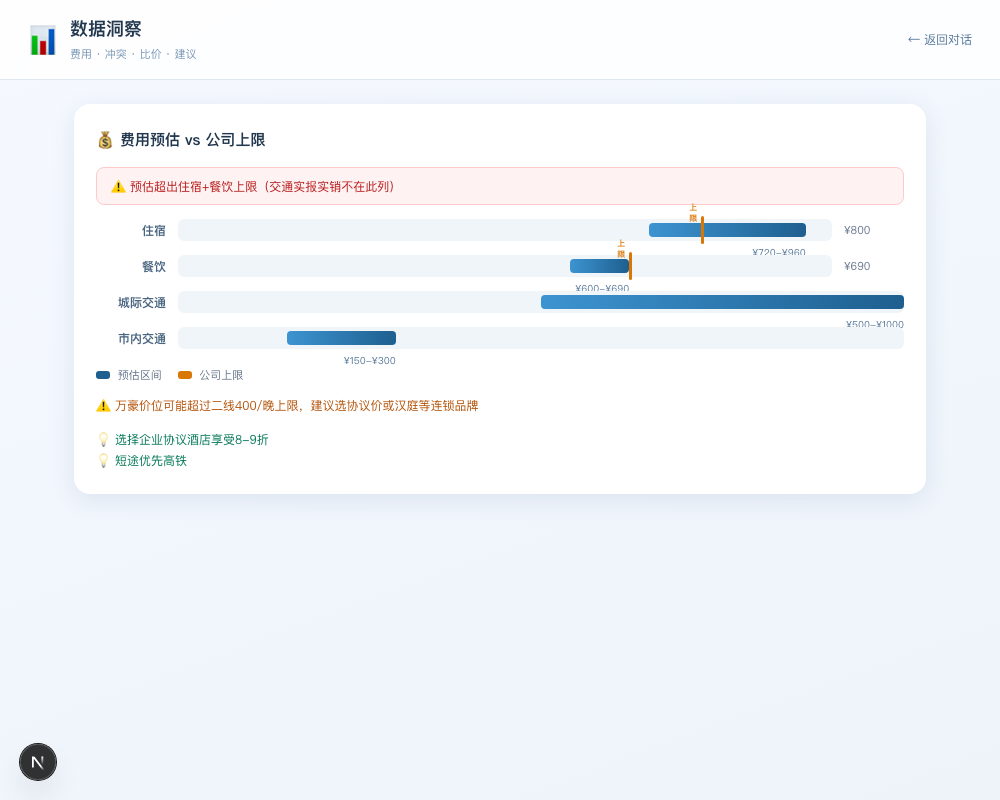 数据洞察
费用 · 冲突 · 比价 · 建议
← 返回对话
💰 费用预估 vs 公司上限
⚠️ 预估超出住宿+餐饮上限（交通实报实销不在此列）
住宿
上限
¥800
¥720–¥960
餐饮
上限
¥690
¥600–¥690
城际交通
¥500–¥1000
市内交通
¥150–¥300
预估区间
公司上限
⚠️ 万豪价位可能超过二线400/晚上限，建议选协议价或汉庭等连锁品牌
💡 选择企业协议酒店享受8–9折
💡 短途优先高铁
N